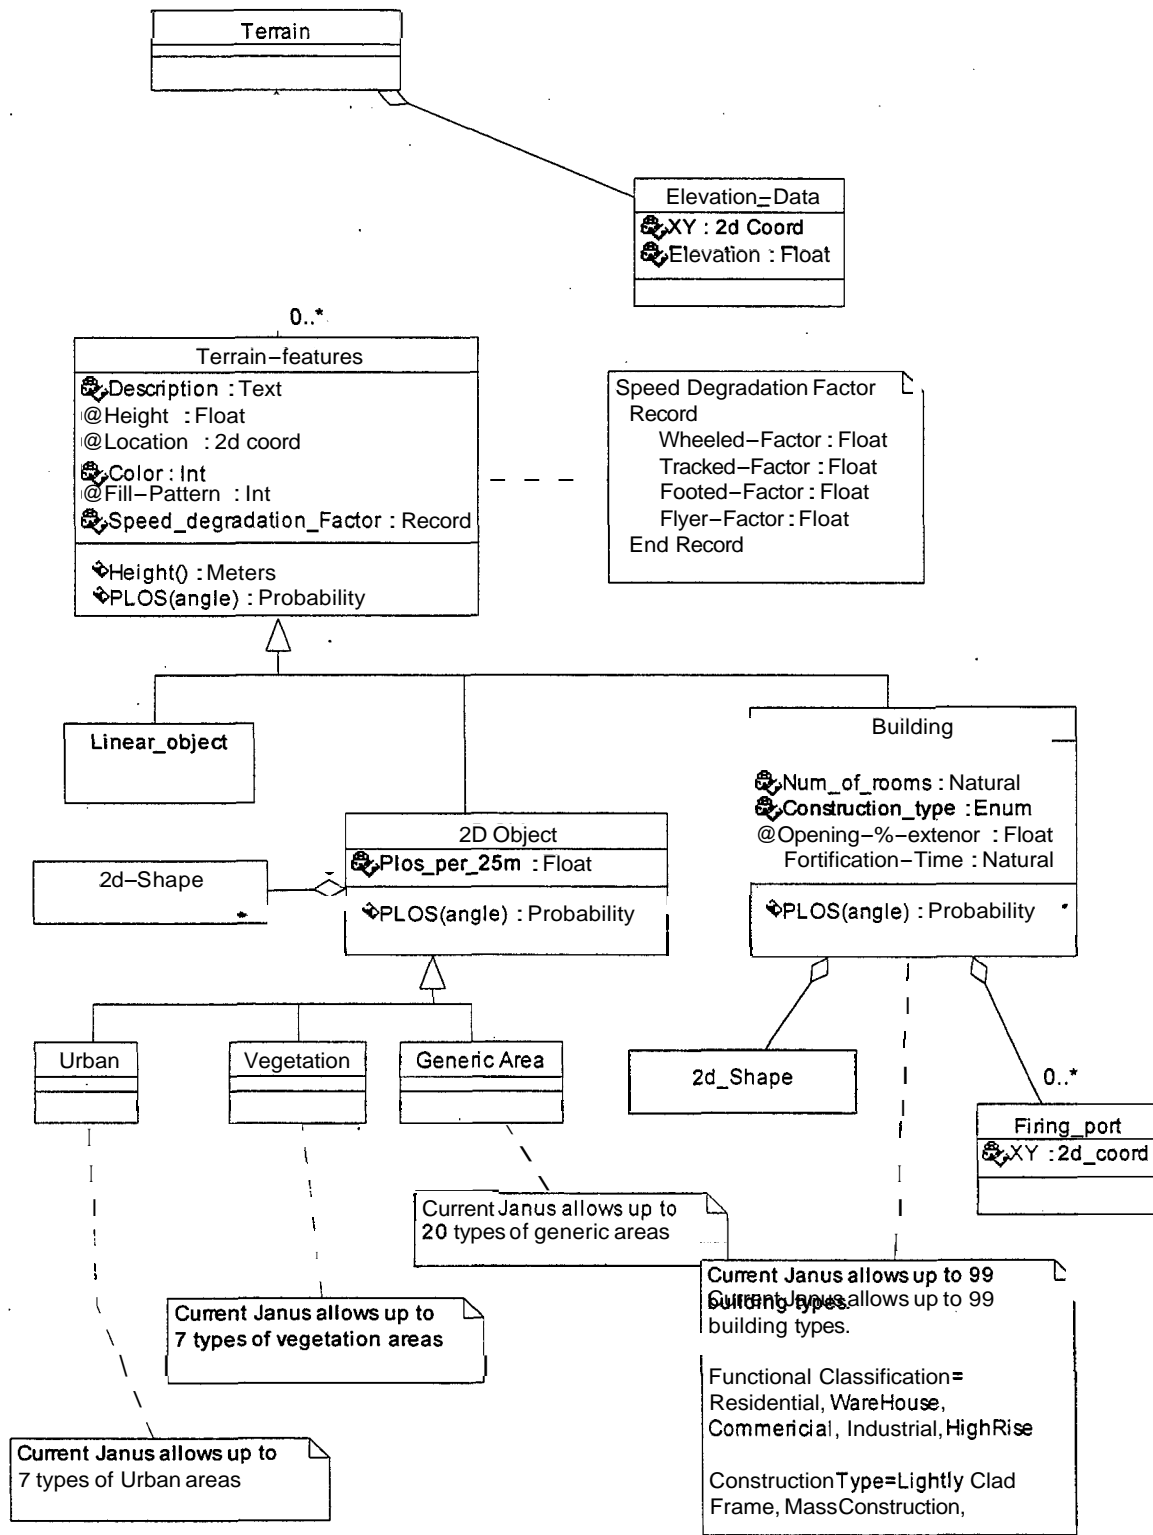 Terrain
Elevation_Data
XY : 2d Coord
Elevation : Float
0..*
Terrain-features
Description : Text
@Height : Float
@Location : 2d coord
Color : Int
@Fill-Pattern : Int
Speed_degradation_Factor : Record
Height() : Meters
PLOS(angle) : Probability
Speed Degradation Factor
Record
Wheeled-Factor : Float
Tracked-Factor : Float
Footed-Factor : Float
Flyer-Factor : Float
End Record
Linear_object
Building
Num_of_rooms : Natural
Construction_type : Enum
@Opening-%-extenor : Float
Fortification-Time : Natural
PLOS(angle) : Probability
2D Object
Plos_per_25m : Float
PLOS(angle) : Probability
2d-Shape
Urban
Vegetation
Generic Area
2d_Shape
0..*
Firing_port
XY : 2d_coord
Current Janus allows up to
20 types of generic areas
Current Janus allows up to
7 types of vegetation areas
Current Janus allows up to
7 types of Urban areas
Current Janus allows up to 99
building types.
Current Janus allows up to 99
building types.
Functional Classification=
Residential, WareHouse,
Commericial, Industrial, HighRise
ConstructionType=Lightly Clad
Frame, MassConstruction,